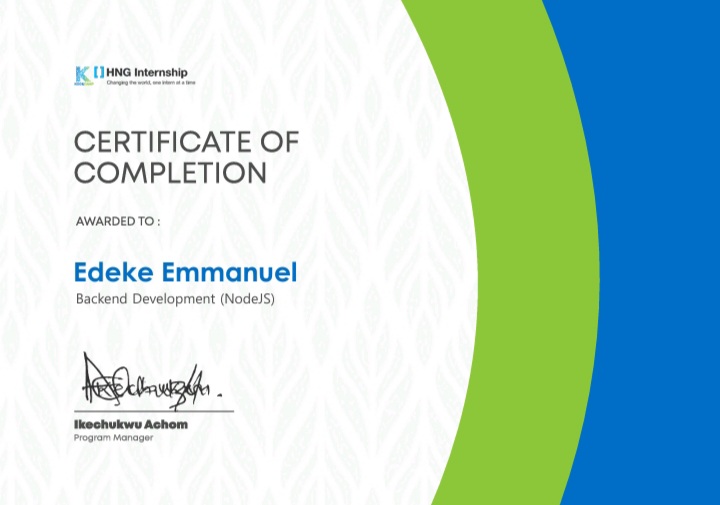 HNG Internship
Changing the world, one intern at a time
CERTIFICATE OF
COMPLETION
AWARDED TO :
Edeke Emmanuel
Backend Development (NodeJS)
Ikechukwu Achom
Program Manager